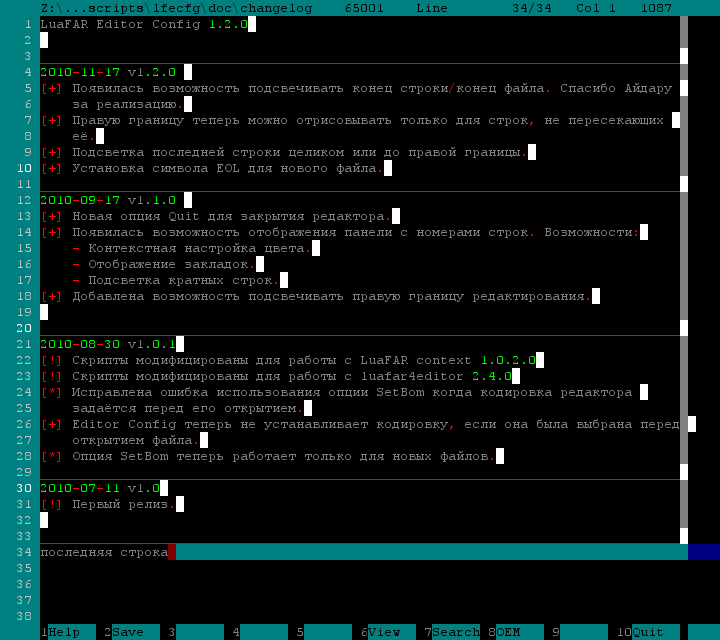 Z:\...scripts\lfecfg\doc\changelog 65001 Line 34/34 Col 1 1087
1 LuaFAR Editor Config 1.2.0
2
3
4 2010-11-17 v1.2.0
5 [+] Появилась возможность подсвечивать конец строки/конец файла. Спасибо Айдару
6 за реализацию.
7 [+] Правую границу теперь можно отрисовывать только для строк, не пересекающих
8 её.
9 [+] Подсветка последней строки целиком или до правой границы.
10 [+] Установка символа EOL для нового файла.
11
12 2010-09-17 v1.1.0
13 [+] Новая опция Quit для закрытия редактора.
14 [+] Появилась возможность отображения панели с номерами строк. Возможности:
15 - Контекстная настройка цвета.
16 - Отображение закладок.
17 - Подсветка кратных строк.
18 [+] Добавлена возможность подсвечивать правую границу редактирования.
19
20
21 2010-08-30 v1.0.1
22 [!] Скрипты модифицированы для работы с LuaFAR context 1.0.2.0
23 [!] Скрипты модифицированы для работы с luafar4editor 2.4.0
24 [*] Исправлена ошибка использования опции SetBom когда кодировка редактора
25 задаётся перед его открытием.
26 [+] Editor Config теперь не устанавливает кодировку, если она была выбрана перед
27 открытием файла.
28 [*] Опция SetBom теперь работает только для новых файлов.
29
30 2010-07-11 v1.0
31 [!] Первый релиз.
32
33
34 последняя строка
35
36
37
38
1Help 2Save 3 4 5 6View 7Search 8OEM 9 10Quit